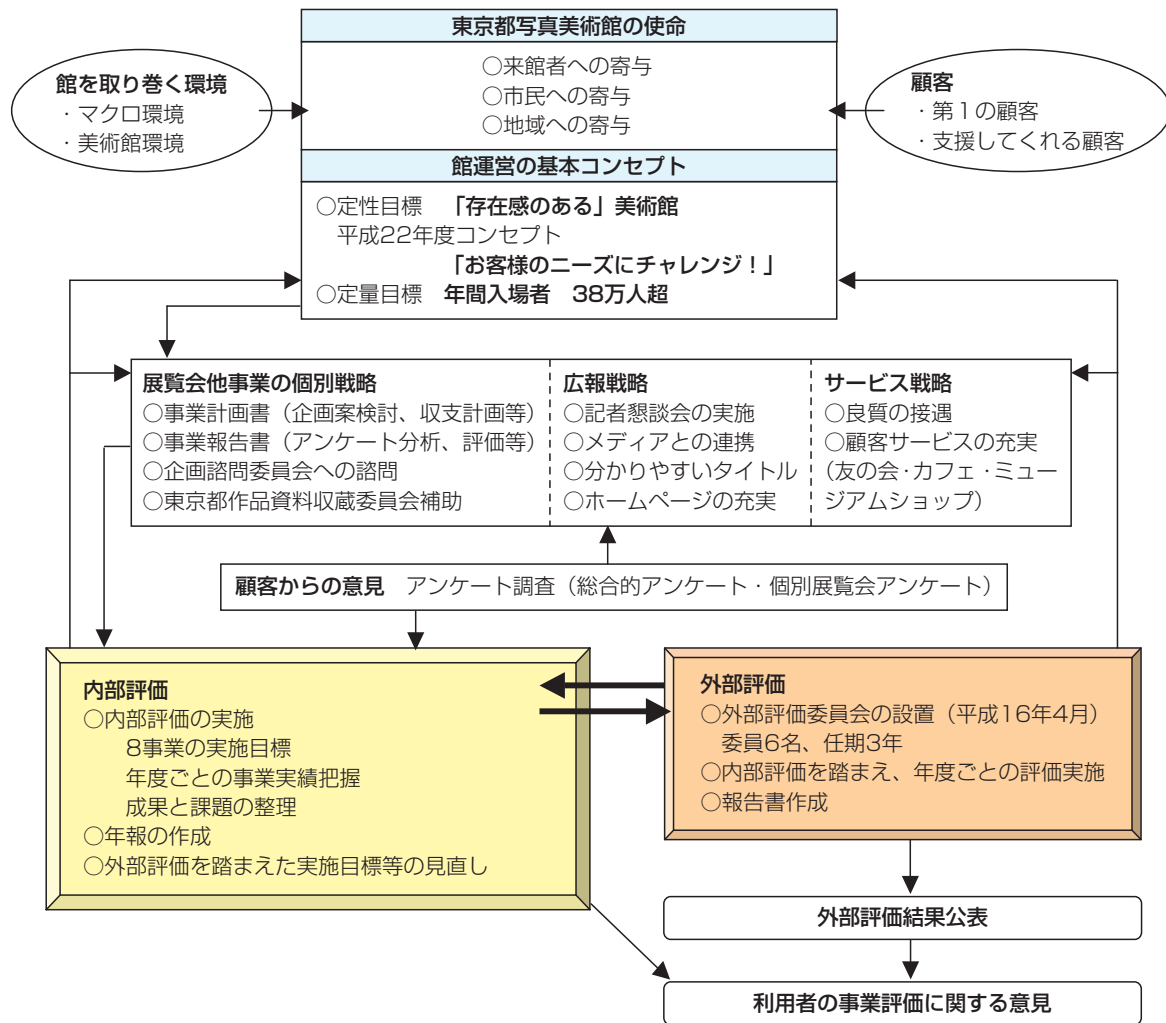 東京都写真美術館の使命
○来館者への寄与
○市民への寄与
○地域への寄与
館を取り巻く環境
・マクロ環境
・美術館環境
顧客
・第1の顧客
・支援してくれる顧客
館運営の基本コンセプト
○定性目標 「存在感のある」美術館
平成22年度コンセプト
「お客様のニーズにチャレンジ！」
○定量目標 年間入場者 38万人超
展覧会他事業の個別戦略
○事業計画書（企画案検討、収支計画等）
○事業報告書（アンケート分析、評価等）
○企画諮問委員会への諮問
○東京都作品資料収蔵委員会補助
広報戦略
○記者懇談会の実施
○メディアとの連携
○分かりやすいタイトル
○ホームページの充実
サービス戦略
○良質の接遇
○顧客サービスの充実
（友の会・カフェ・ミュー
ジアムショップ）
顧客からの意見 アンケート調査（総合的アンケート・個別展覧会アンケート）
内部評価
○内部評価の実施
8事業の実施目標
年度ごとの事業実績把握
成果と課題の整理
○年報の作成
○外部評価を踏まえた実施目標等の見直し
外部評価
○外部評価委員会の設置（平成16年4月）
委員6名、任期3年
○内部評価を踏まえ、年度ごとの評価実施
○報告書作成
外部評価結果公表
利用者の事業評価に関する意見